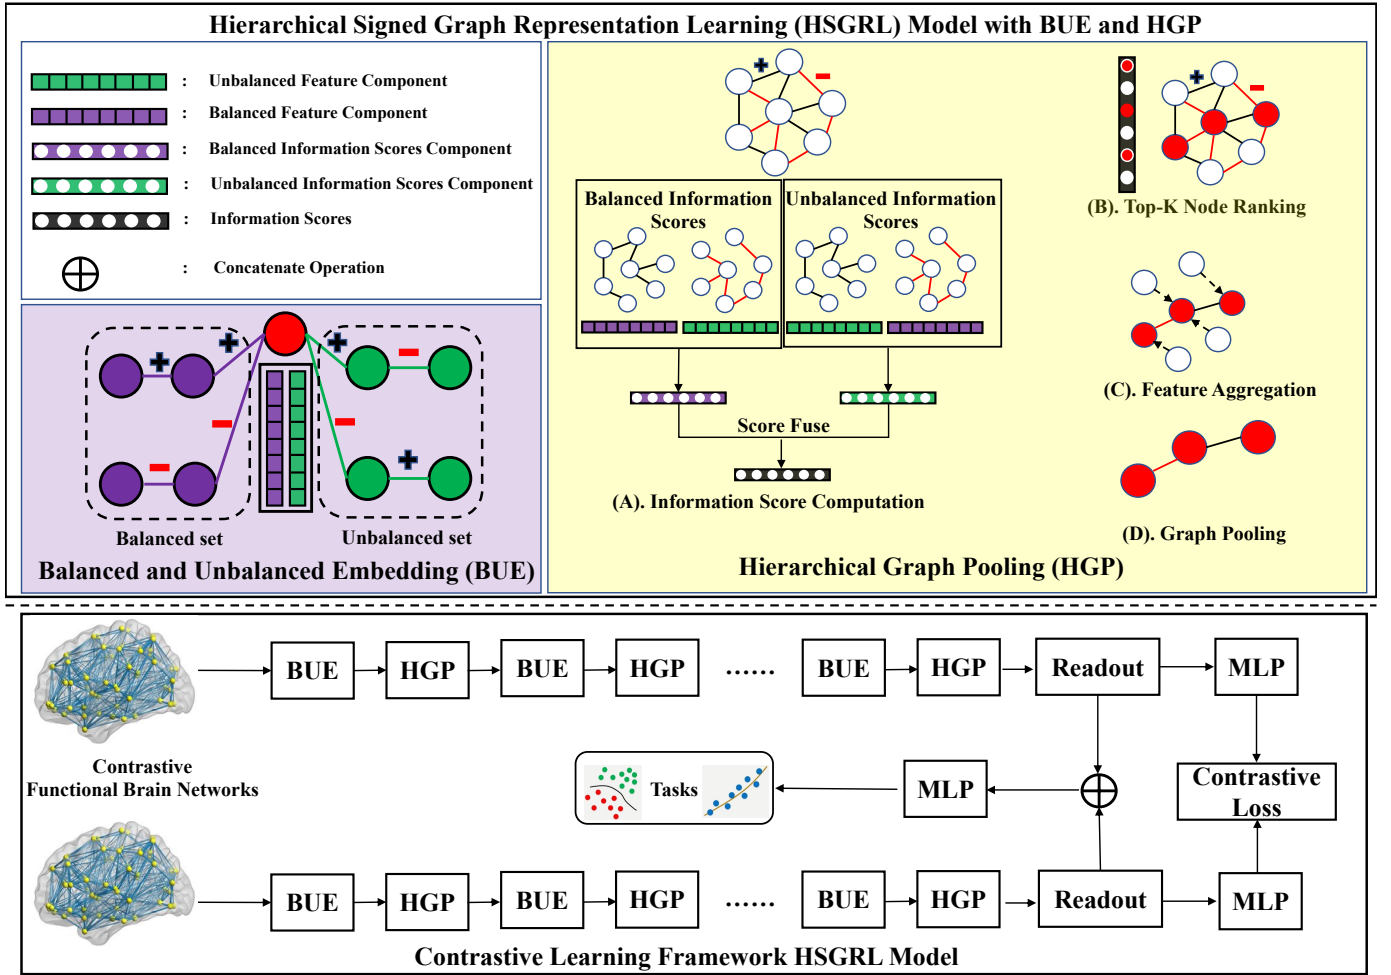 Hierarchical Signed Graph Representation Learning (HSGRL) Model with BUE and HGP
: Unbalanced Feature Component
: Balanced Feature Component
: Balanced Information Scores Component
: Unbalanced Information Scores Component
: Information Scores
: Concatenate Operation
+ +
+ −
−
−
− +
Balanced set
Unbalanced set
Balanced and Unbalanced Embedding (BUE)
+ −
Balanced Information
Scores
Unbalanced Information
Scores
Score Fuse
(A). Information Score Computation
+ −
(B). Top-K Node Ranking
(C). Feature Aggregation
(D). Graph Pooling
Hierarchical Graph Pooling (HGP)
BUE HGP BUE HGP ...... BUE HGP Readout MLP
Contrastive
Functional Brain Networks
Tasks
MLP
Contrastive
Loss
BUE HGP BUE HGP ...... BUE HGP Readout MLP
Contrastive Learning Framework HSGRL Model